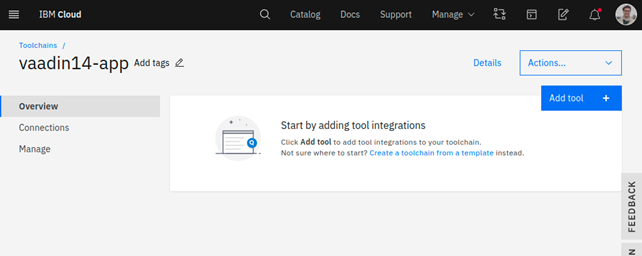 IBM Cloud Catalog Docs Support Manage
Toolchains /
vaadin14-app Add tags Details Actions...
Add tool +
Overview
Connections
Manage
Start by adding tool integrations
Click Add tool to add tool integrations to your toolchain.
Not sure where to start? Create a toolchain from a template instead.
FEEDBACK